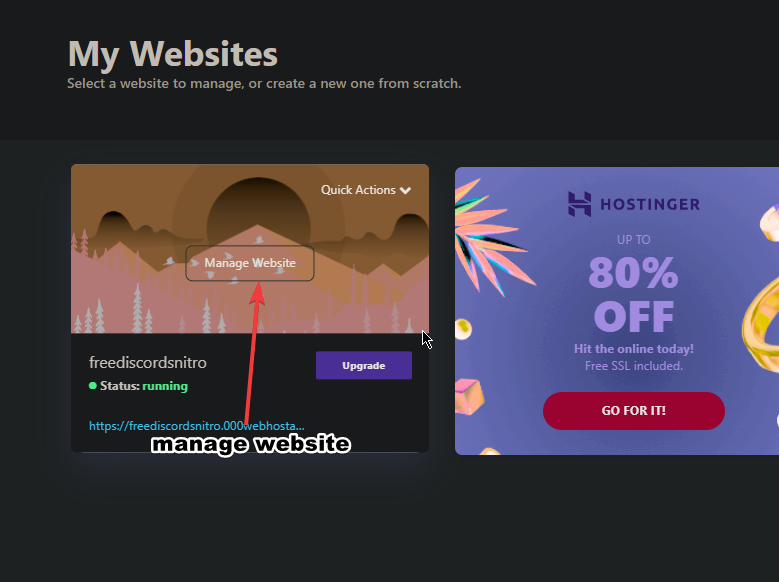 My Websites
Select a website to manage, or create a new one from scratch.
Quick Actions
Manage Website
freediscordsnitro
Upgrade
Status: running
https://freediscordsnitro.000webhosta...
manage website
HOSTINGER
UP TO
80%
OFF
Hit the online today!
Free SSL included.
GO FOR IT!